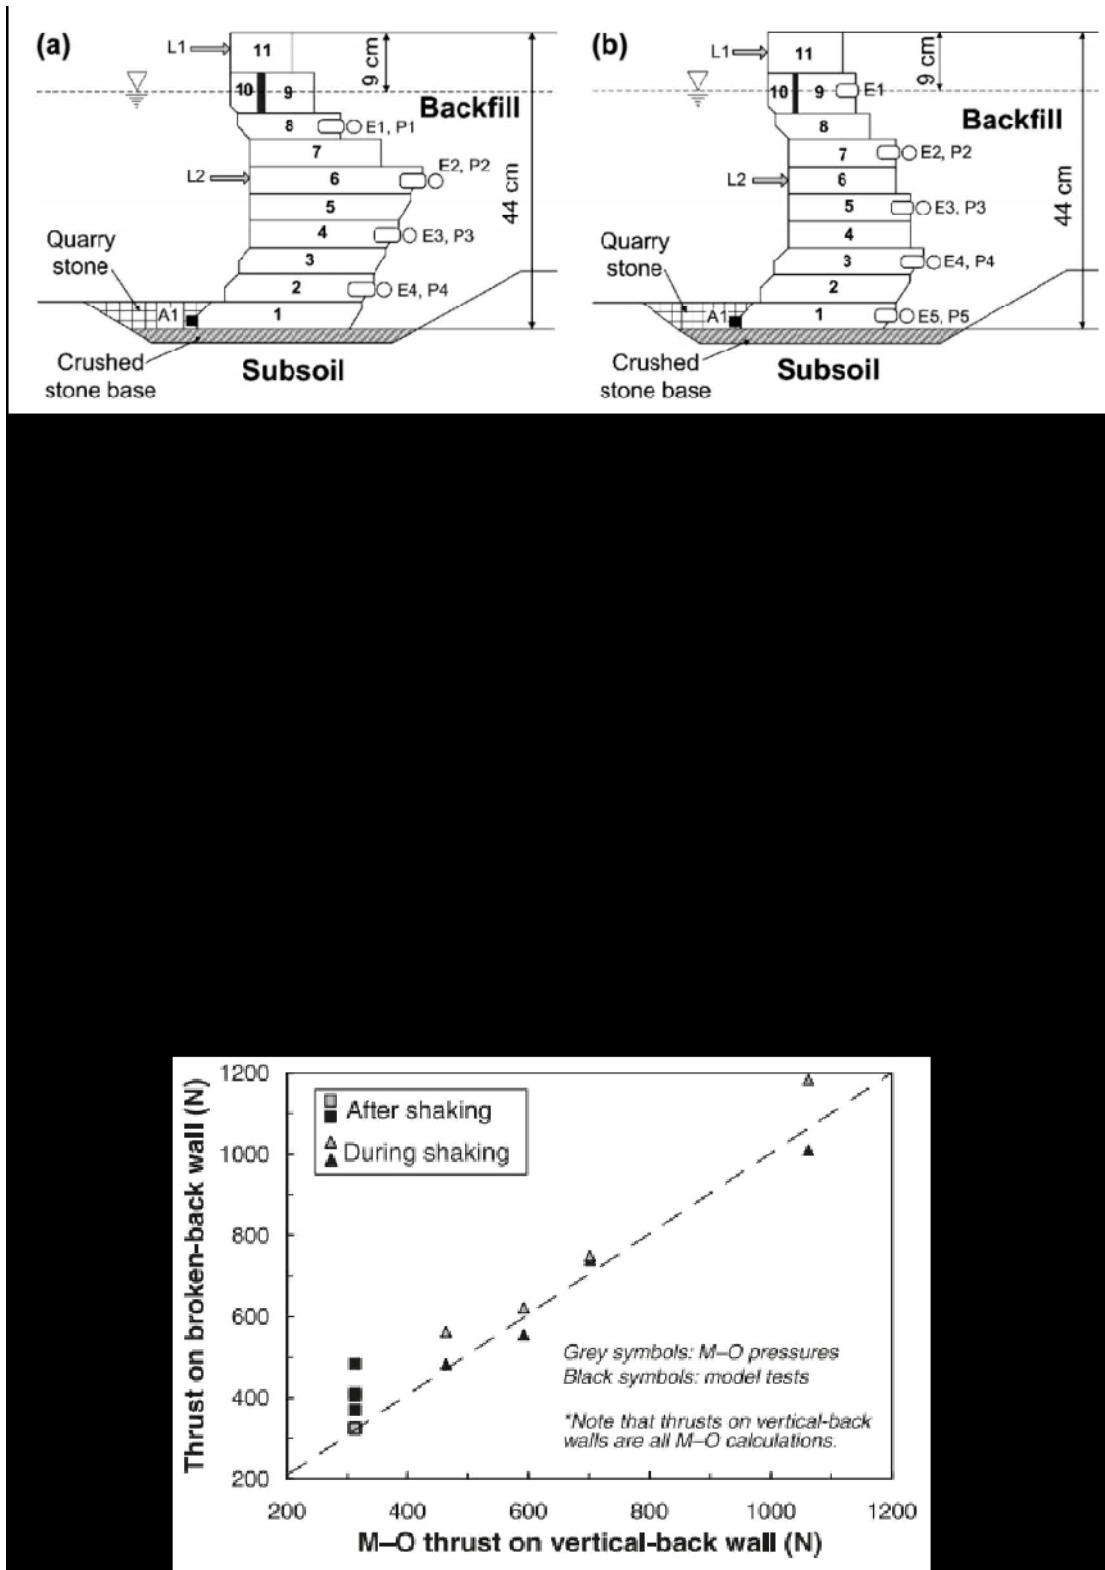 (a)
L1
11
9 cm
10
9
Backfill
8
E1, P1
7
E2, P2
L2
6
5
44 cm
Quarry
stone
4
E3, P3
3
2
E4, P4
A1
1
Crushed
stone base
Subsoil
(b)
L1
11
9 cm
10
9
E1
Backfill
8
7
E2, P2
L2
6
5
E3, P3
44 cm
Quarry
stone
4
3
E4, P4
2
A1
1
E5, P5
Crushed
stone base
Subsoil
Thrust on broken-back wall (N)
1200
1000
800
600
400
200
After shaking
During shaking
Grey symbols: M–O pressures
Black symbols: model tests
*Note that thrusts on vertical-back
walls are all M–O calculations.
200 400 600 800 1000 1200
M–O thrust on vertical-back wall (N)